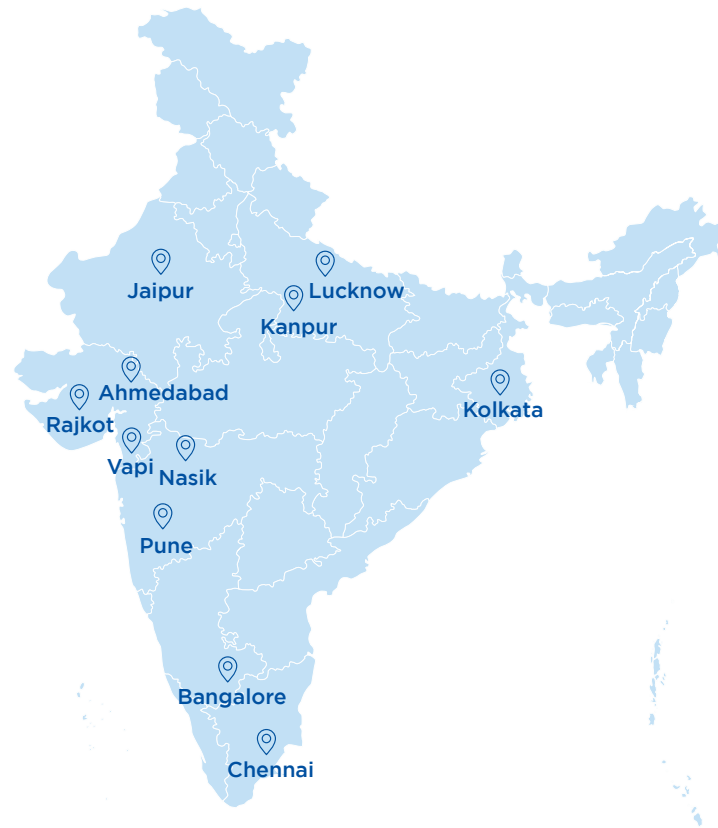 Jaipur
Lucknow
Kanpur
Ahmedabad
Kolkata
Rajkot
Vapi
Nasik
Pune
Bangalore
Chennai